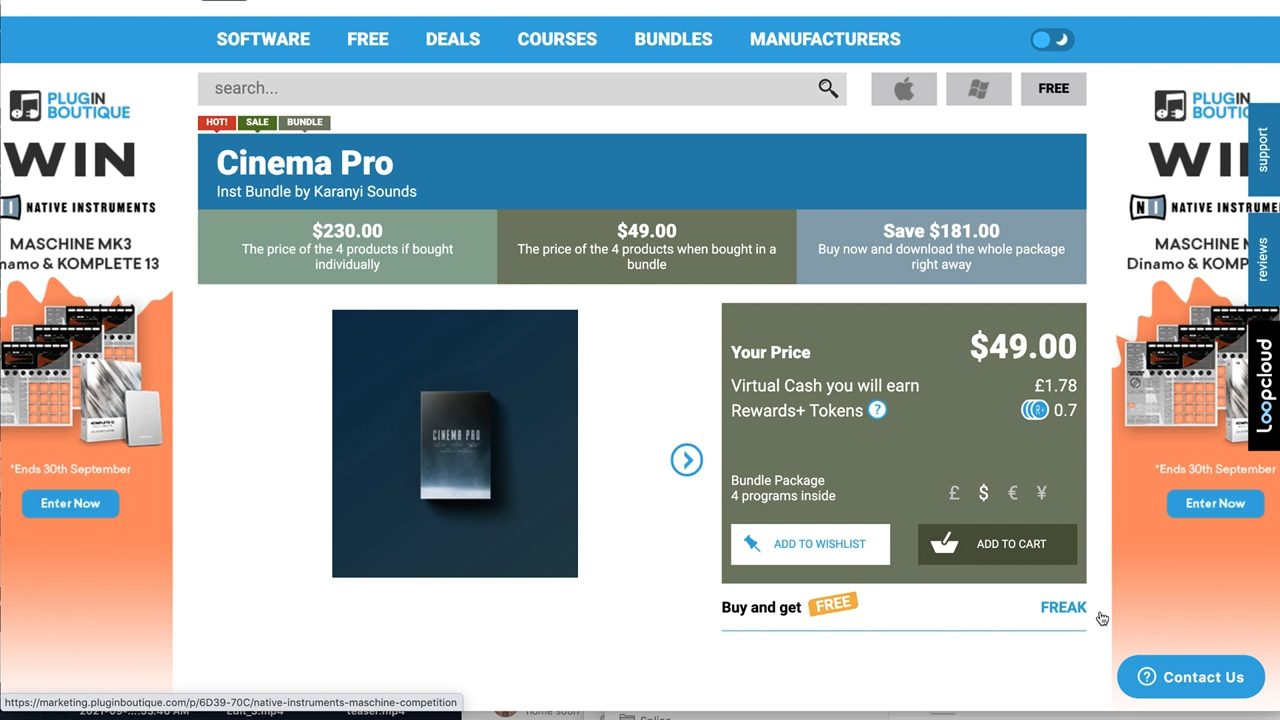 SOFTWARE FREE DEALS COURSES BUNDLES MANUFACTURERS
search...
FREE
HOT! SALE BUNDLE
Cinema Pro
Inst Bundle by Karanyi Sounds
$230.00
The price of the 4 products if bought
individually
$49.00
The price of the 4 products when bought in a
bundle
Save $181.00
Buy now and download the whole package
right away
CINEMA PRO
Your Price $49.00
Virtual Cash you will earn £1.78
Rewards+ Tokens ? R+ 0.7
Bundle Package
4 programs inside
£ $ € ¥
ADD TO WISHLIST
ADD TO CART
Buy and get FREE FREAK
PLUGIN
BOUTIQUE
WIN
NATIVE INSTRUMENTS
MASCHINE MK3
namo & KOMPLETE 13
*Ends 30th September
Enter Now
PLUGIN
BOUTIC
WI
NI NATIVE INSTRUME
MASCHINE M
Dinamo & KOMPL
*Ends 30th September
Enter Now
support
reviews
Loopcloud
? Contact Us
https://marketing.pluginboutique.com/p/6D39-70C/native-instruments-maschine-competition